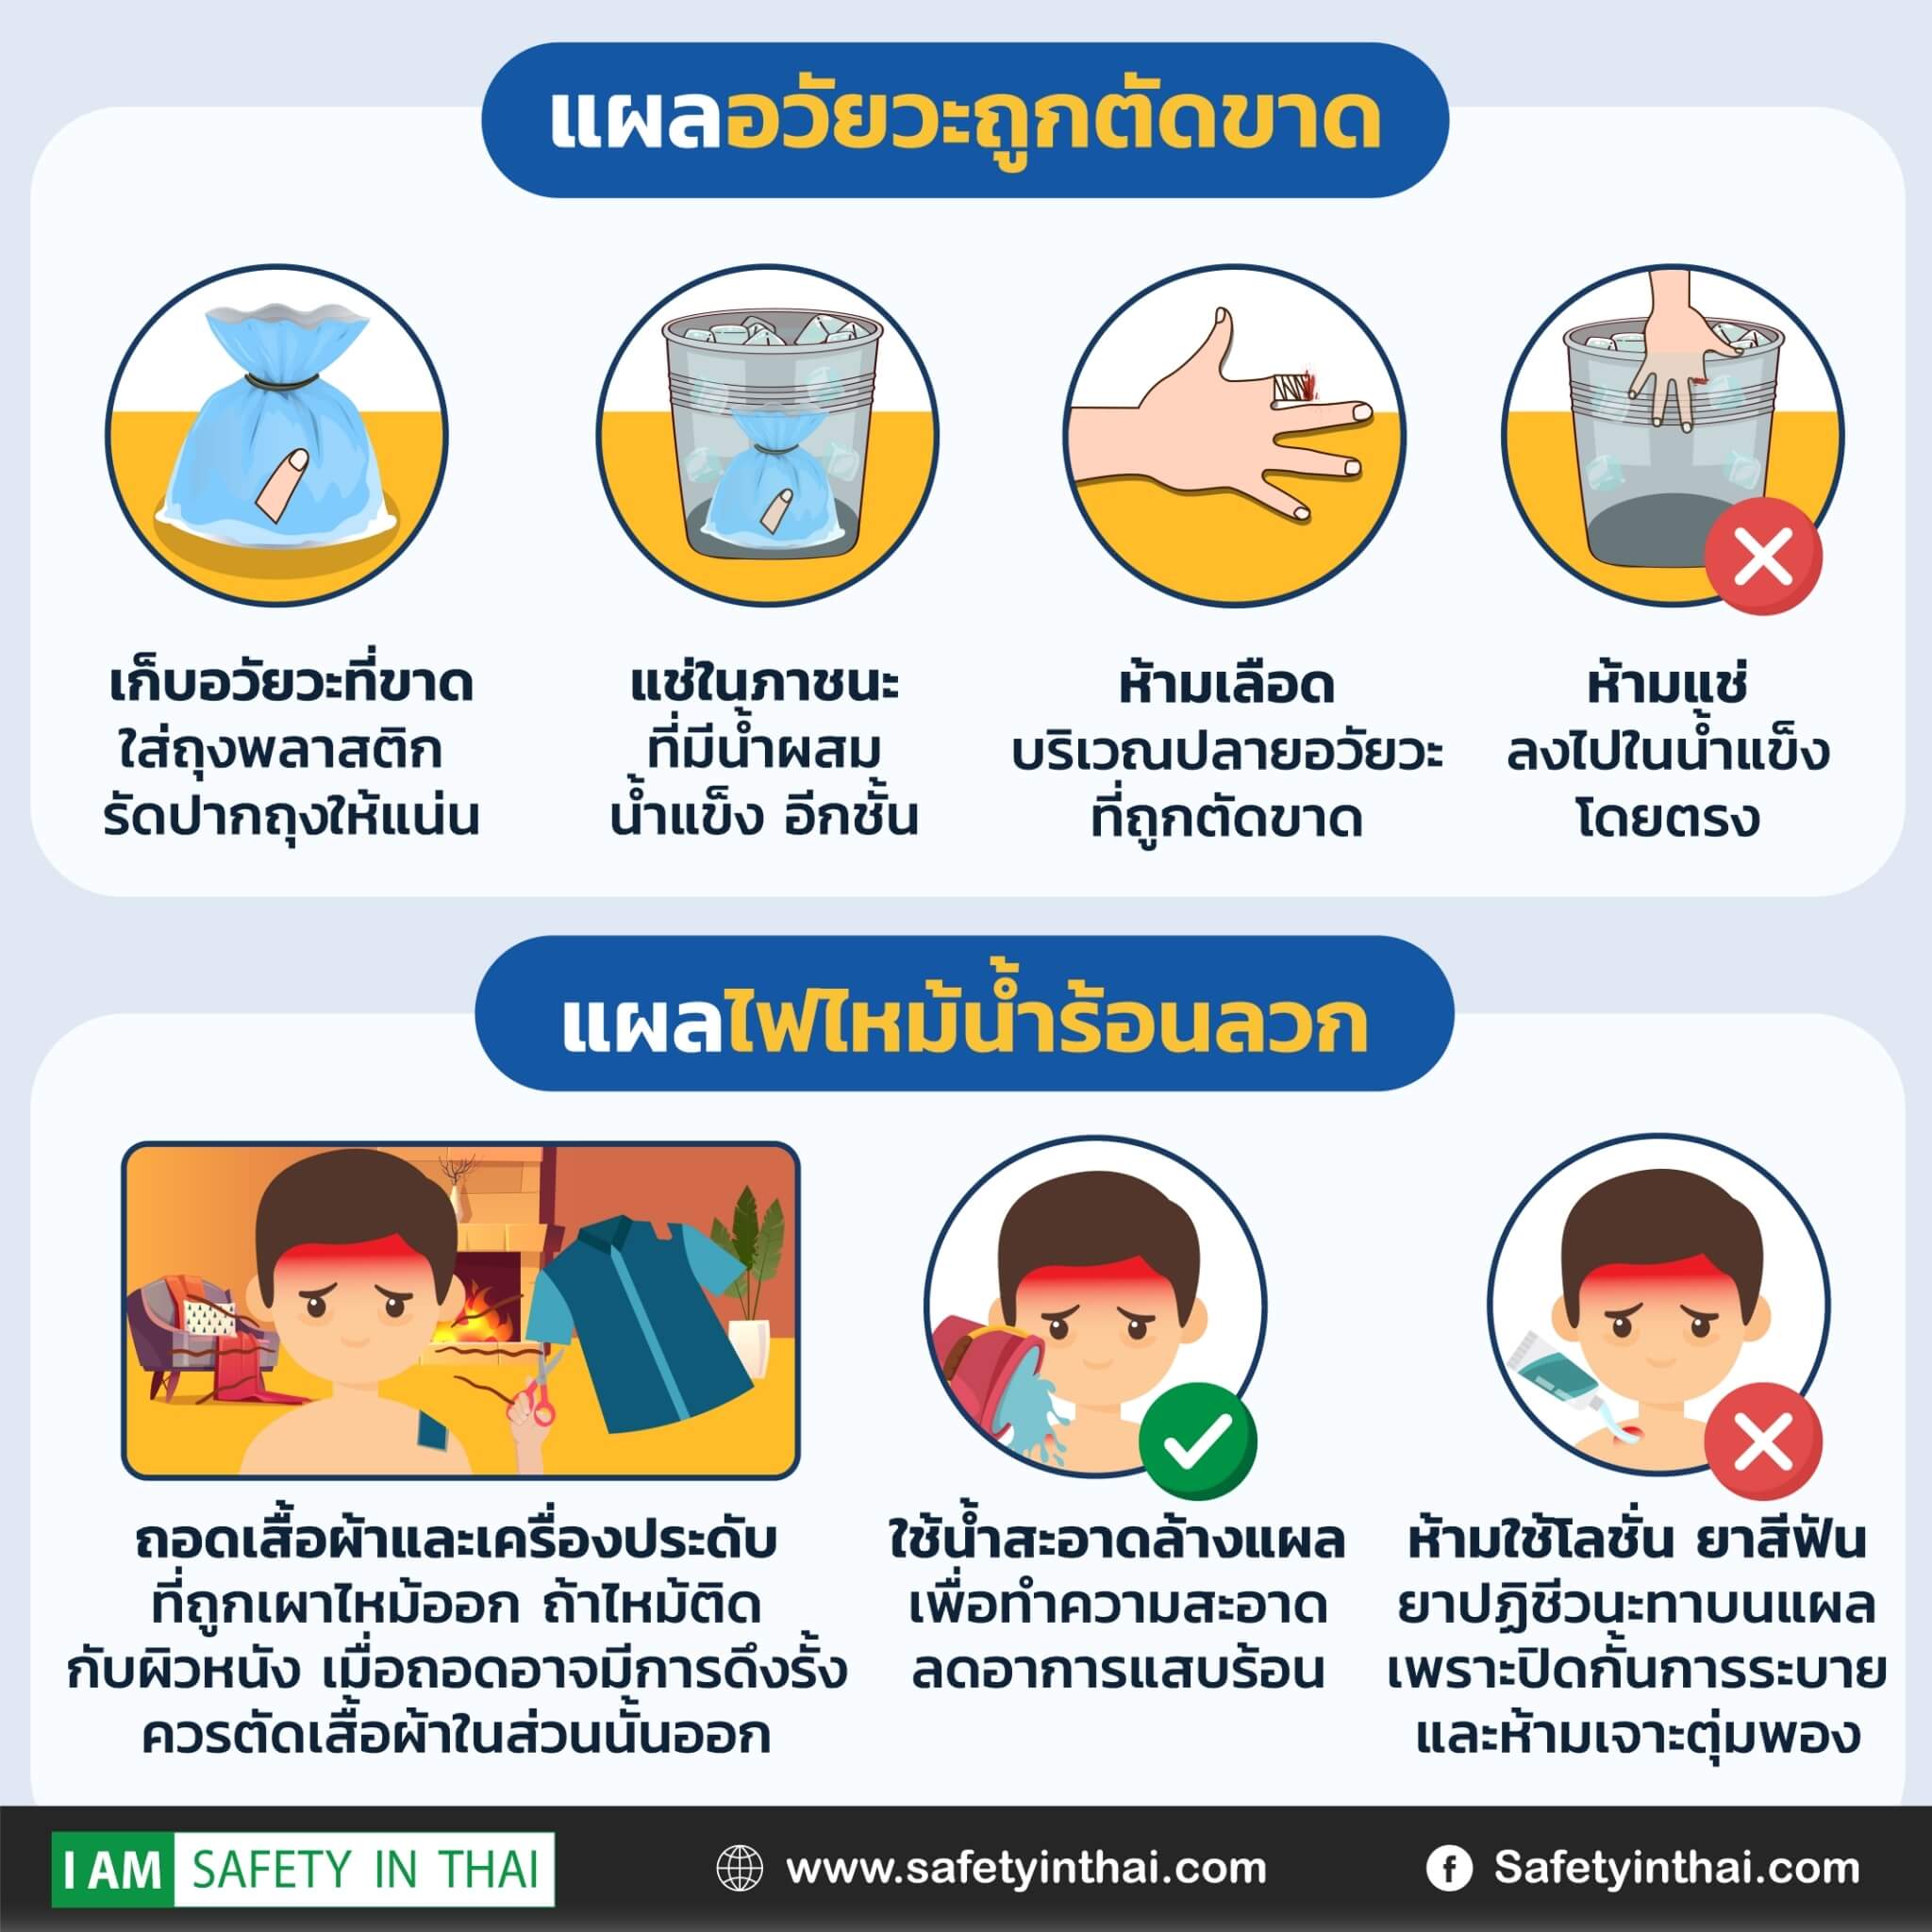 แผลอวัยวะถูกตัดขาด
เก็บอวัยวะที่ขาด
ใส่ถุงพลาสติก
รัดปากถุงให้แน่น
แช่ในภาชนะ
ที่มีน้ำผสม
น้ำแข็ง อีกชั้น
ห้ามเลือด
บริเวณปลายอวัยวะ
ที่ถูกตัดขาด
ห้ามแช่
ลงไปในน้ำแข็ง
โดยตรง
แผลไฟไหม้น้ำร้อนลวก
ถอดเสื้อผ้าและเครื่องประดับ
ที่ถูกเผาไหม้ออก ถ้าไหม้ติด
กับผิวหนัง เมื่อถอดอาจมีการดึงรั้ง
ควรตัดเสื้อผ้าในส่วนนั้นออก
ใช้น้ำสะอาดล้างแผล
เพื่อทำความสะอาด
ลดอาการแสบร้อน
ห้ามใช้โลชั่น ยาสีฟัน
ยาปฏิชีวนะทาบนแผล
เพราะปิดกั้นการระบาย
และห้ามเจาะตุ่มพอง
I AM SAFETY IN THAI
www.safetyinthai.com
Safetyinthai.com